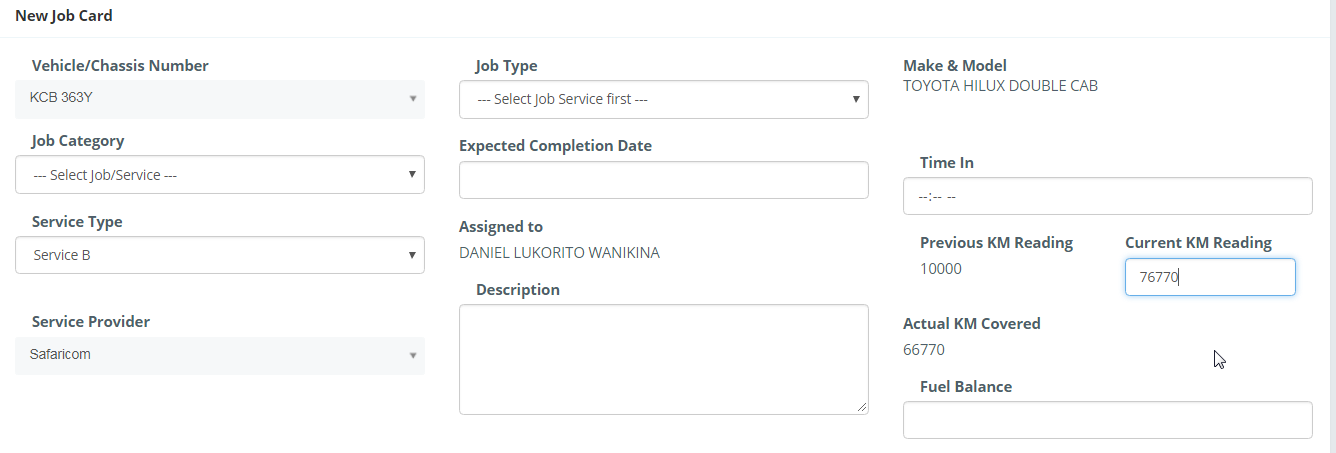 New Job Card
Vehicle/Chassis Number
KCB 363Y
Job Category
--- Select Job/Service ---
Service Type
Service B
Service Provider
Safaricom
Job Type
--- Select Job Service first ---
Expected Completion Date
Assigned to
DANIEL LUKORITO WANIKINA
Description
Make & Model
TOYOTA HILUX DOUBLE CAB
Time In
--:-- --
Previous KM Reading
10000
Current KM Reading
76770
Actual KM Covered
66770
Fuel Balance